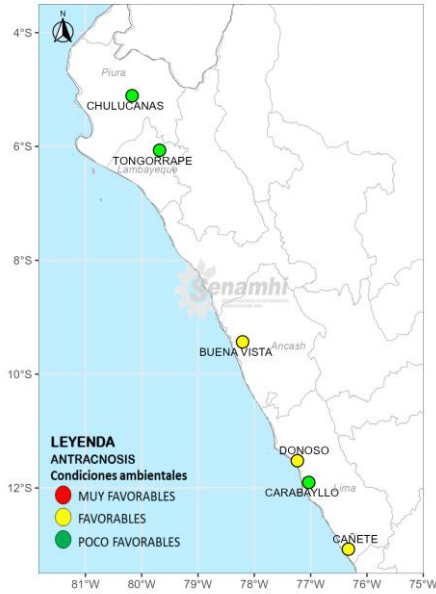 N
4°S
Piura
CHULUCANAS
6°S
TONGORRAPE
Lambayeque
8°S
Senamhi
BUENA VISTA
Ancash
10°S
LEYENDA
ANTRACNOSIS
Condiciones ambientales
MUY FAVORABLES
FAVORABLES
POCO FAVORABLES
DONOSO
12°S
CARABAYLLO
Lima
CAÑETE
81°W 80°W 79°W 78°W 77°W 76°W 75°W